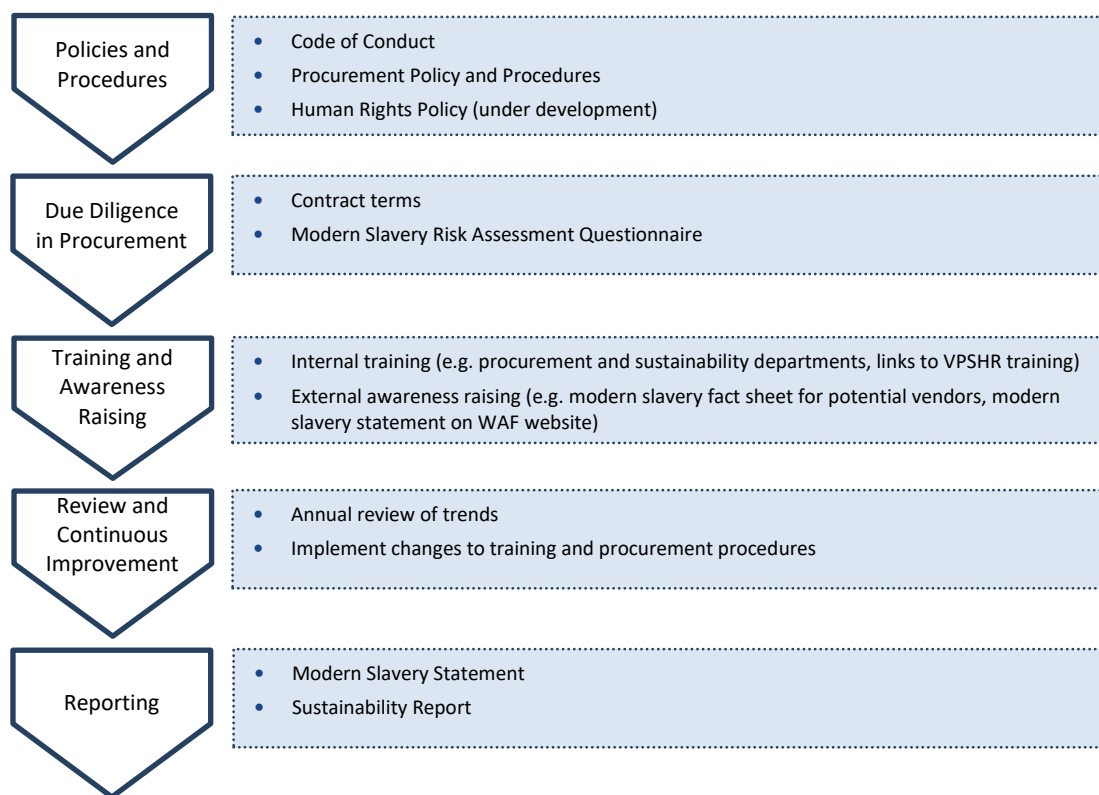 Policies and
Procedures
• Code of Conduct
• Procurement Policy and Procedures
• Human Rights Policy (under development)
Due Diligence
in Procurement
• Contract terms
• Modern Slavery Risk Assessment Questionnaire
Training and
Awareness
Raising
• Internal training (e.g. procurement and sustainability departments, links to VPSHR training)
• External awareness raising (e.g. modern slavery fact sheet for potential vendors, modern
slavery statement on WAF website)
Review and
Continuous
Improvement
• Annual review of trends
• Implement changes to training and procurement procedures
Reporting
• Modern Slavery Statement
• Sustainability Report